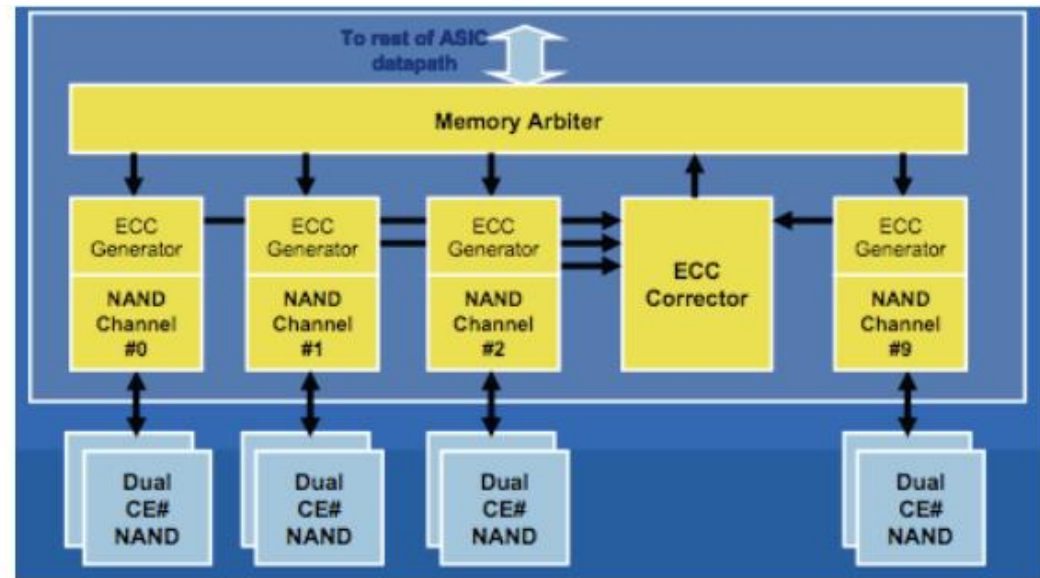 To rest of ASIC
datapath
Memory Arbiter
ECC
Generator
NAND
Channel
#0
ECC
Generator
NAND
Channel
#1
ECC
Generator
NAND
Channel
#2
ECC
Corrector
ECC
Generator
NAND
Channel
#9
Dual
CE#
NAND
Dual
CE#
NAND
Dual
CE#
NAND
Dual
CE#
NAND